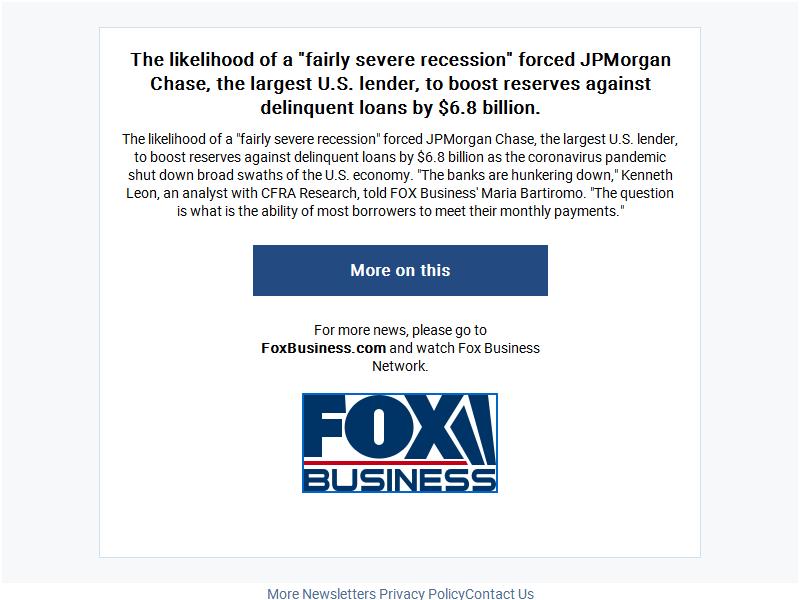 The likelihood of a "fairly severe recession" forced JPMorgan
Chase, the largest U.S. lender, to boost reserves against
delinquent loans by $6.8 billion.
The likelihood of a "fairly severe recession" forced JPMorgan Chase, the largest U.S. lender,
to boost reserves against delinquent loans by $6.8 billion as the coronavirus pandemic
shut down broad swaths of the U.S. economy. "The banks are hunkering down," Kenneth
Leon, an analyst with CFRA Research, told FOX Business' Maria Bartiromo. "The question
is what is the ability of most borrowers to meet their monthly payments."
More on this
For more news, please go to
FoxBusiness.com and watch Fox Business
Network.
FOX
BUSINESS
More Newsletters Privacy PolicyContact Us